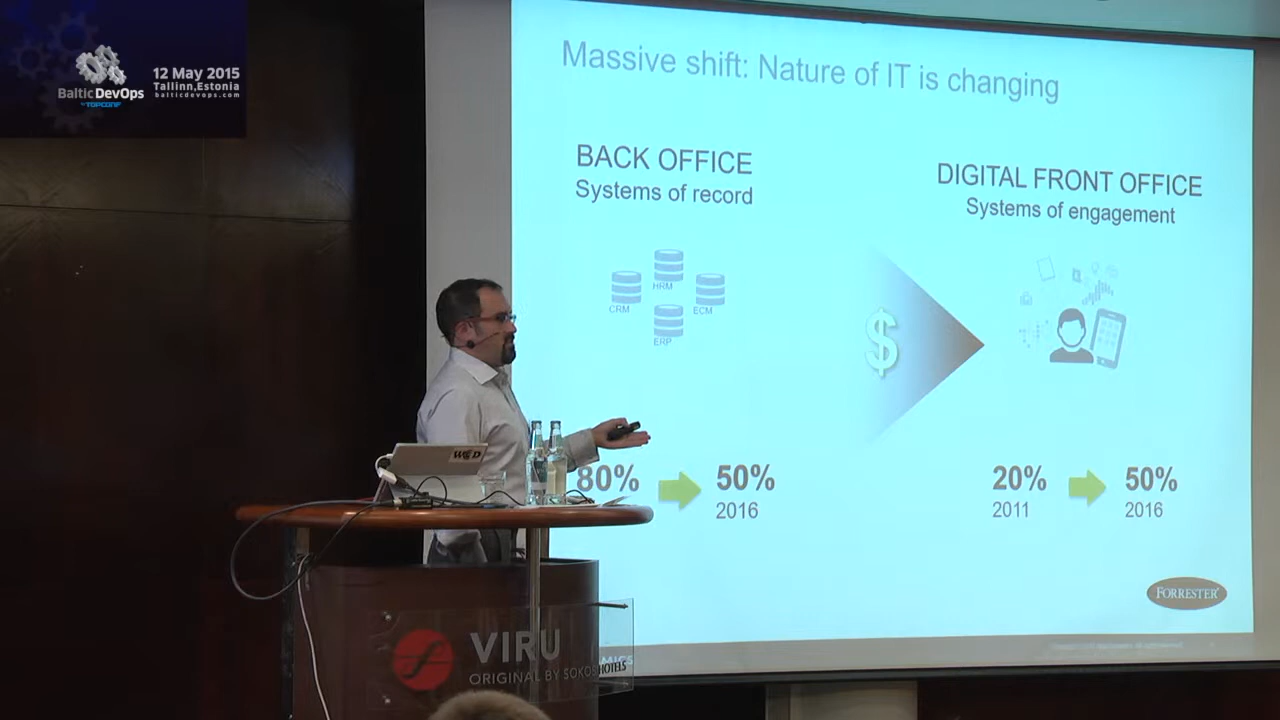 BalticDevOps
by TOPCONF
12 May 2015
Tallinn,Estonia
balticdevops.com
Massive shift: Nature of IT is changing
BACK OFFICE
Systems of record
DIGITAL FRONT OFFICE
Systems of engagement
HRM
CRM
ECM
ERP
$
80%
50%
2016
20%
2011
50%
2016
FORRESTER
VIRU
ORIGINAL BY SOKOS HOTELS